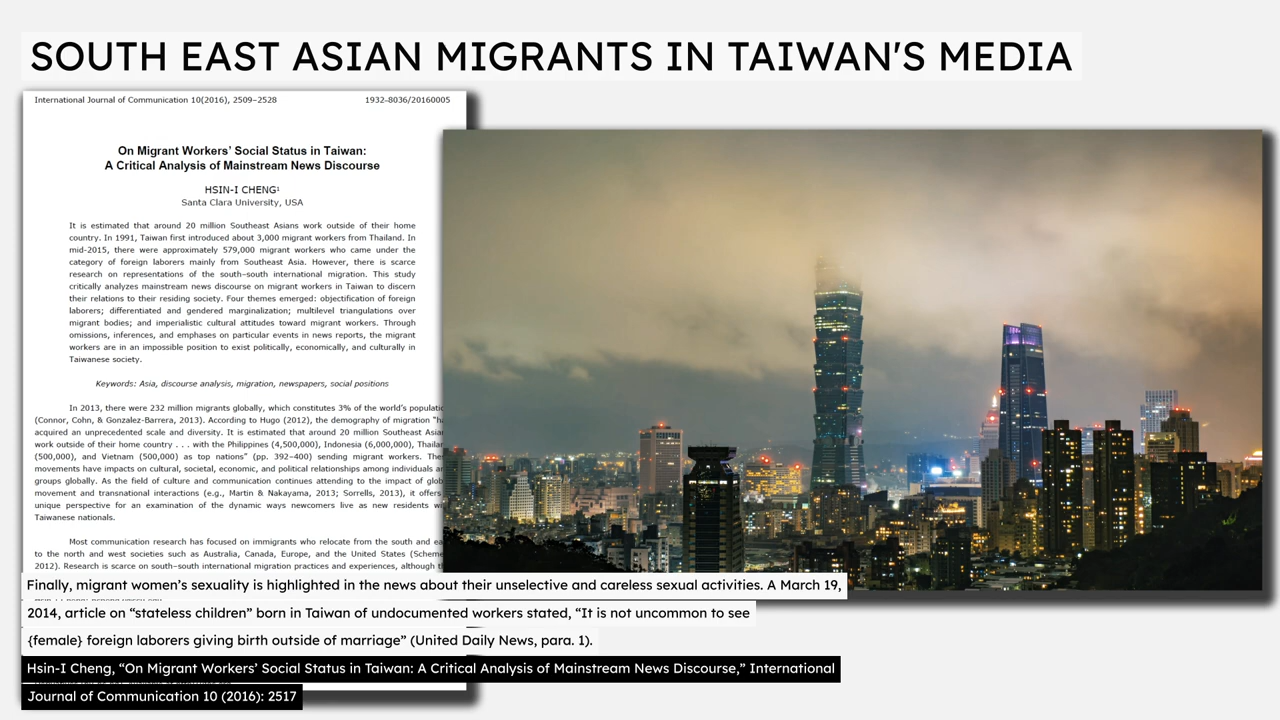 SOUTH EAST ASIAN MIGRANTS IN TAIWAN'S MEDIA
International Journal of Communication 10(2016), 2509–2528 1932-8036/20160005
On Migrant Workers' Social Status in Taiwan:
A Critical Analysis of Mainstream News Discourse
HSIN-I CHENG¹
Santa Clara University, USA
It is estimated that around 20 million Southeast Asians work outside of their home
country. In 1991, Taiwan first introduced about 3,000 migrant workers from Thailand. In
mid-2015, there were approximately 579,000 migrant workers who came under the
category of foreign laborers mainly from Southeast Asia. However, there is scarce
research on representations of the south–south international migration. This study
critically analyzes mainstream news discourse on migrant workers in Taiwan to discern
their relations to their residing society. Four themes emerged: objectification of foreign
laborers; differentiated and gendered marginalization; multilevel triangulations over
migrant bodies; and imperialistic cultural attitudes toward migrant workers. Through
omissions, inferences, and emphases on particular events in news reports, the migrant
workers are in an impossible position to exist politically, economically, and culturally in
Taiwanese society.
Keywords: Asia, discourse analysis, migration, newspapers, social positions
In 2013, there were 232 million migrants globally, which constitutes 3% of the world's
(Connor, Cohn, & Gonzalez-Barrera, 2013). According to Hugo (2012), the demography of migration
acquired an unprecedented scale and diversity. It is estimated that around 20 million Southeast
work outside of their home country . . . with the Philippines (4,500,000), Indonesia (6,000,000),
(500,000), and Vietnam (500,000) as top nations" (pp. 392–400) sending migrant workers.
movements have impacts on cultural, societal, economic, and political relationships among individuals
groups globally. As the field of culture and communication continues attending to the impact of
movement and transnational interactions (e.g., Martin & Nakayama, 2013; Sorrells, 2013), it offers
unique perspective for an examination of the dynamic ways newcomers live as new residents
Taiwanese nationals.
Most communication research has focused on immigrants who relocate from the south and
to the north and west societies such as Australia, Canada, Europe, and the United States
2012). Research is scarce on south–south international migration practices and experiences, although
Finally, migrant women's sexuality is highlighted in the news about their unselective and careless sexual activities. A March 19,
2014, article on “stateless children” born in Taiwan of undocumented workers stated, “It is not uncommon to see
{female} foreign laborers giving birth outside of marriage” (United Daily News, para. 1).
Hsin-I Cheng, “On Migrant Workers’ Social Status in Taiwan: A Critical Analysis of Mainstream News Discourse,” International
Journal of Communication 10 (2016): 2517